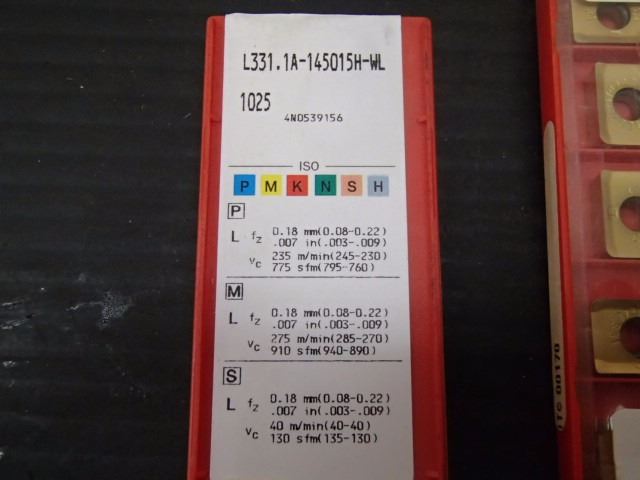 L331.1A-145015H-WL
1025
4N0539156
ISO
P M K N S H
P
L fz 0.18 mm(0.08-0.22)
.007 in(.003-.009)
vc 235 m/min(245-230)
775 sfm(795-760)
M
L fz 0.18 mm(0.08-0.22)
.007 in(.003-.009)
vc 275 m/min(285-270)
910 sfm(940-890)
S
L fz 0.18 mm(0.08-0.22)
.007 in(.003-.009)
vc 40 m/min(40-40)
130 sfm(135-130)